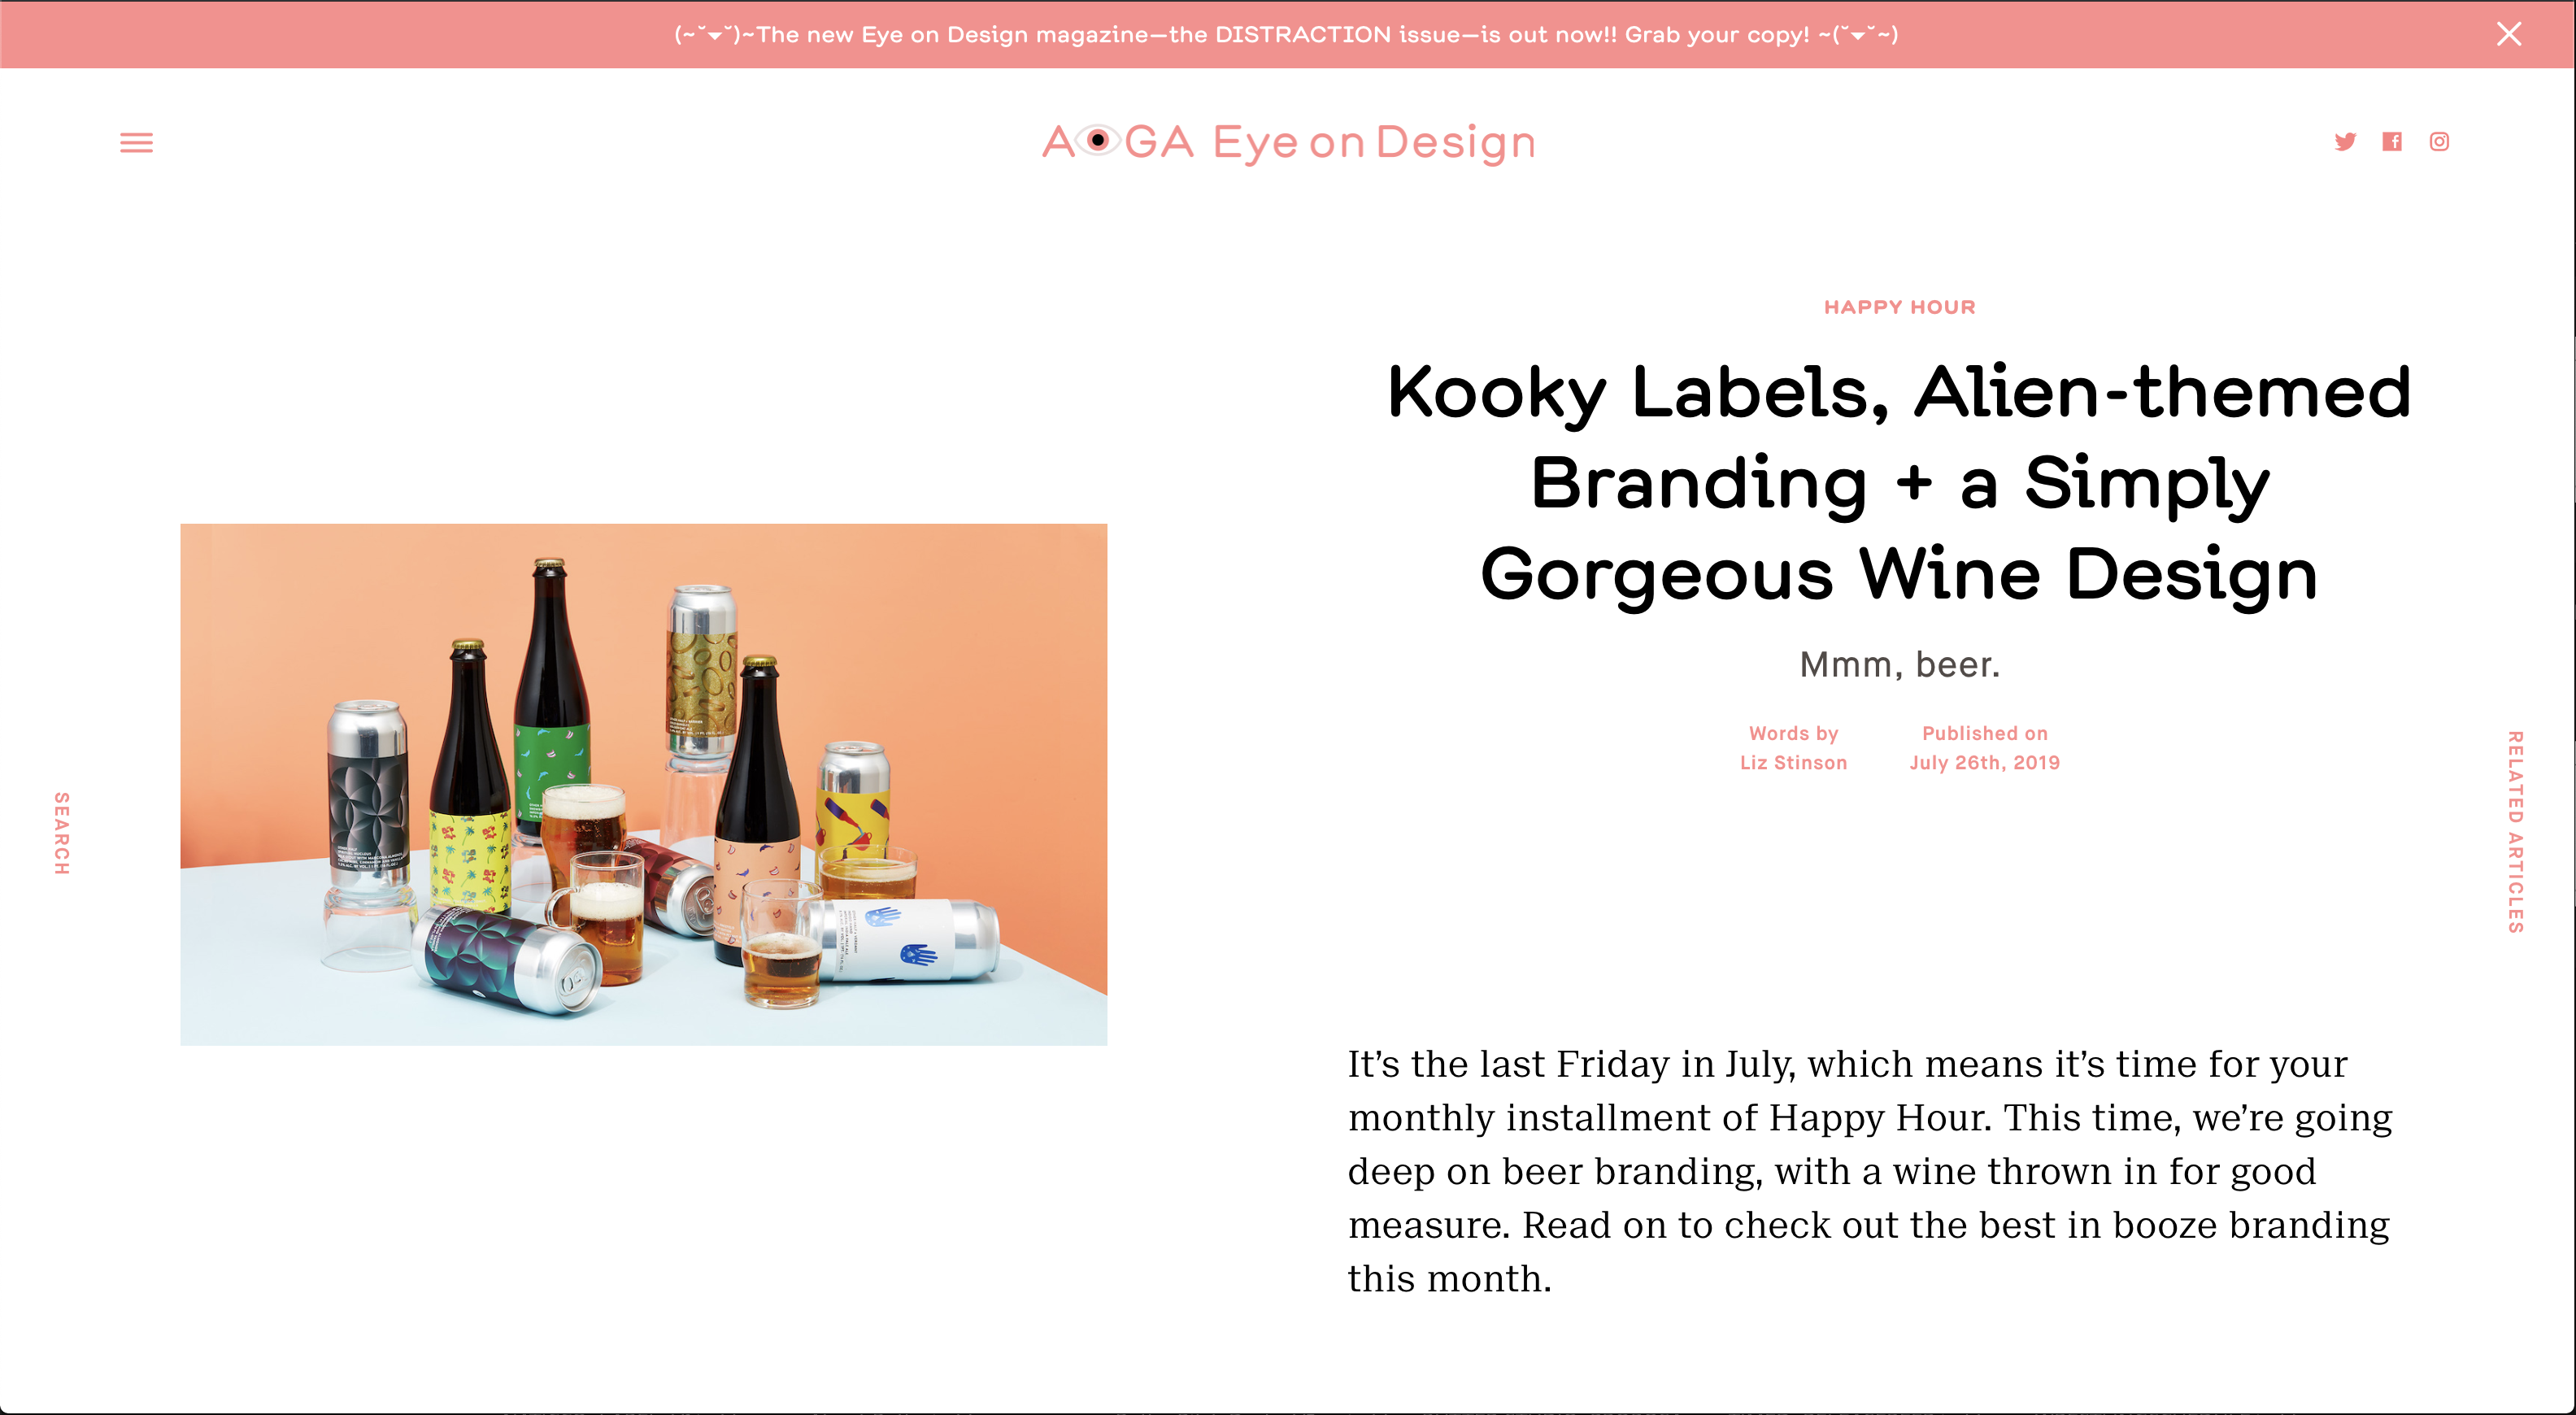 (~˘▾˘)~The new Eye on Design magazine—the DISTRACTION issue—is out now!! Grab your copy! ~(˘▾˘~)
AIGA Eye on Design
HAPPY HOUR
Kooky Labels, Alien-themed
Branding + a Simply
Gorgeous Wine Design
Mmm, beer.
Words by
Liz Stinson
Published on
July 26th, 2019
SEARCH
RELATED ARTICLES
It’s the last Friday in July, which means it’s time for your
monthly installment of Happy Hour. This time, we’re going
deep on beer branding, with a wine thrown in for good
measure. Read on to check out the best in booze branding
this month.